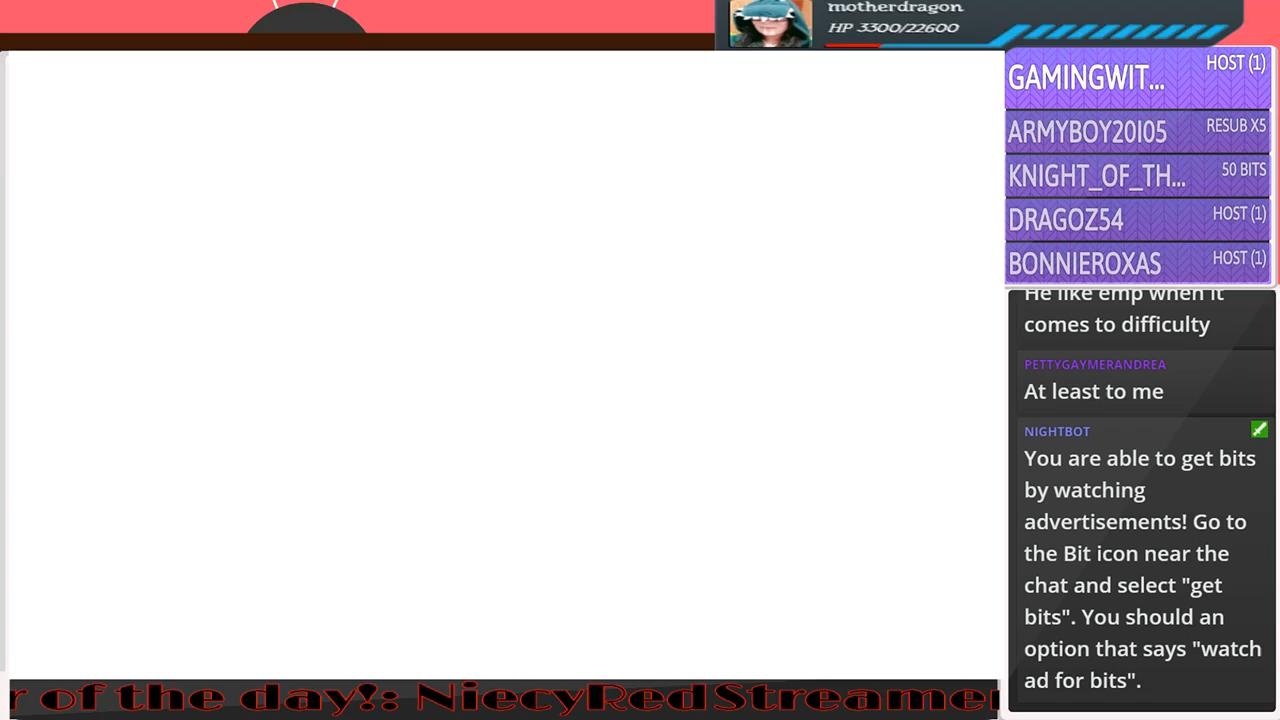 motherdragon
HP 3300/22600
GAMINGWIT... HOST (1)
ARMYBOY20105 RESUB X5
KNIGHT_OF_TH... 50 BITS
DRAGOZ54 HOST (1)
BONNIEROXAS HOST (1)
He like emp when it
comes to difficulty
PETTYGAYMERANDREA
At least to me
NIGHTBOT
You are able to get bits
by watching
advertisements! Go to
the Bit icon near the
chat and select "get
bits". You should an
option that says "watch
ad for bits".
r of the day!: NiecyRedStreamer